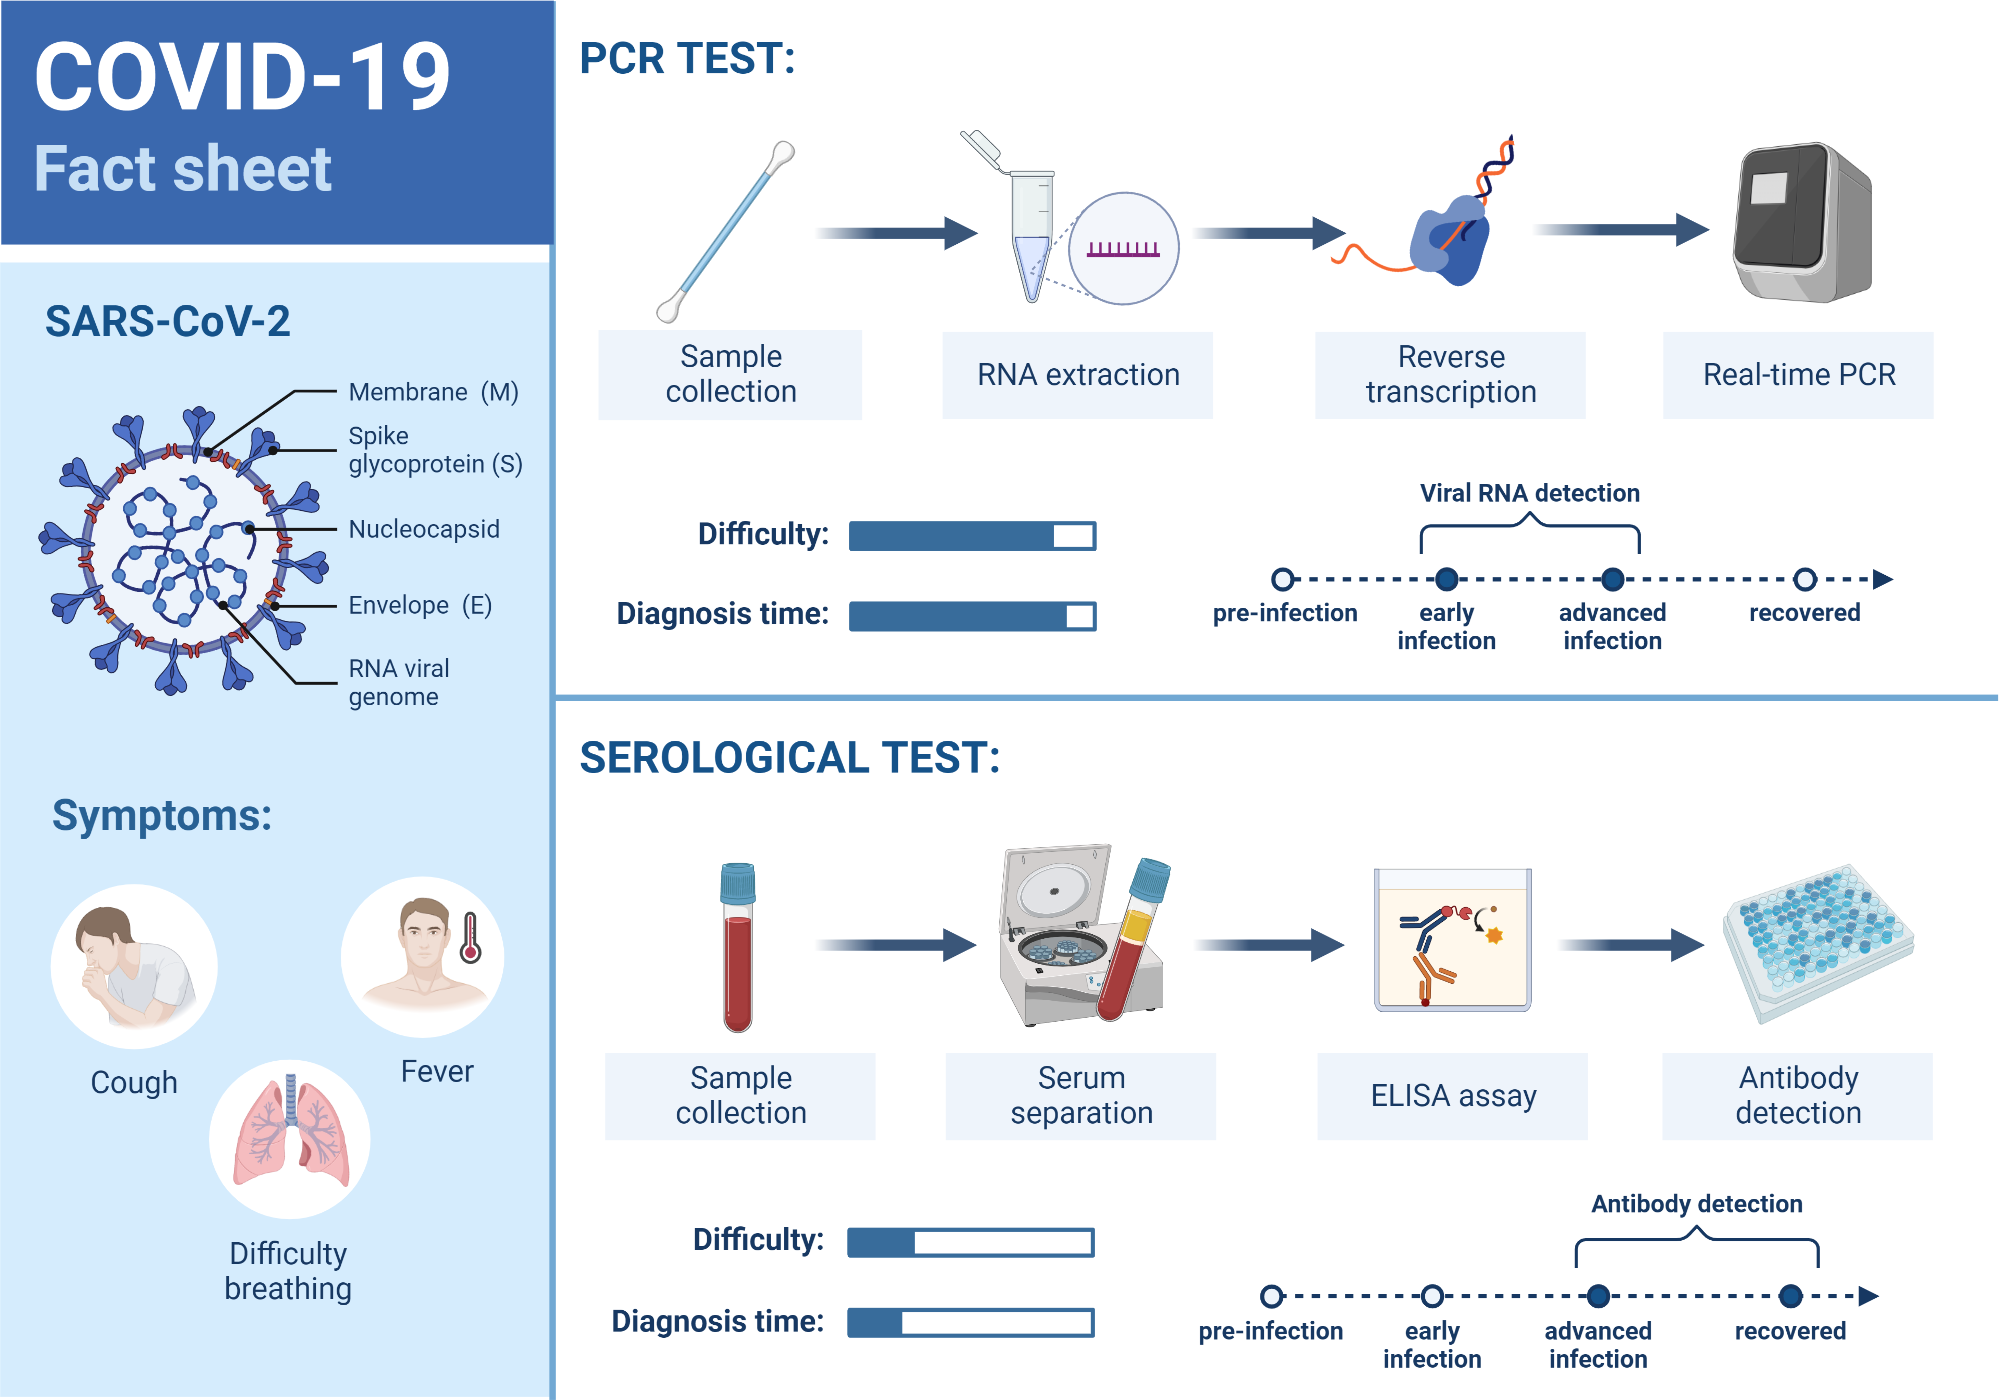 COVID-19
Fact sheet
SARS-CoV-2
Membrane (M)
Spike
glycoprotein (S)
Nucleocapsid
Envelope (E)
RNA viral
genome
Symptoms:
Cough
Fever
Difficulty
breathing
PCR TEST:
Sample
collection
RNA extraction
Reverse
transcription
Real-time PCR
Difficulty:
Diagnosis time:
Viral RNA detection
pre-infection
early
infection
advanced
infection
recovered
SEROLOGICAL TEST:
Sample
collection
Serum
separation
ELISA assay
Antibody
detection
Difficulty:
Diagnosis time:
Antibody detection
pre-infection
early
infection
advanced
infection
recovered